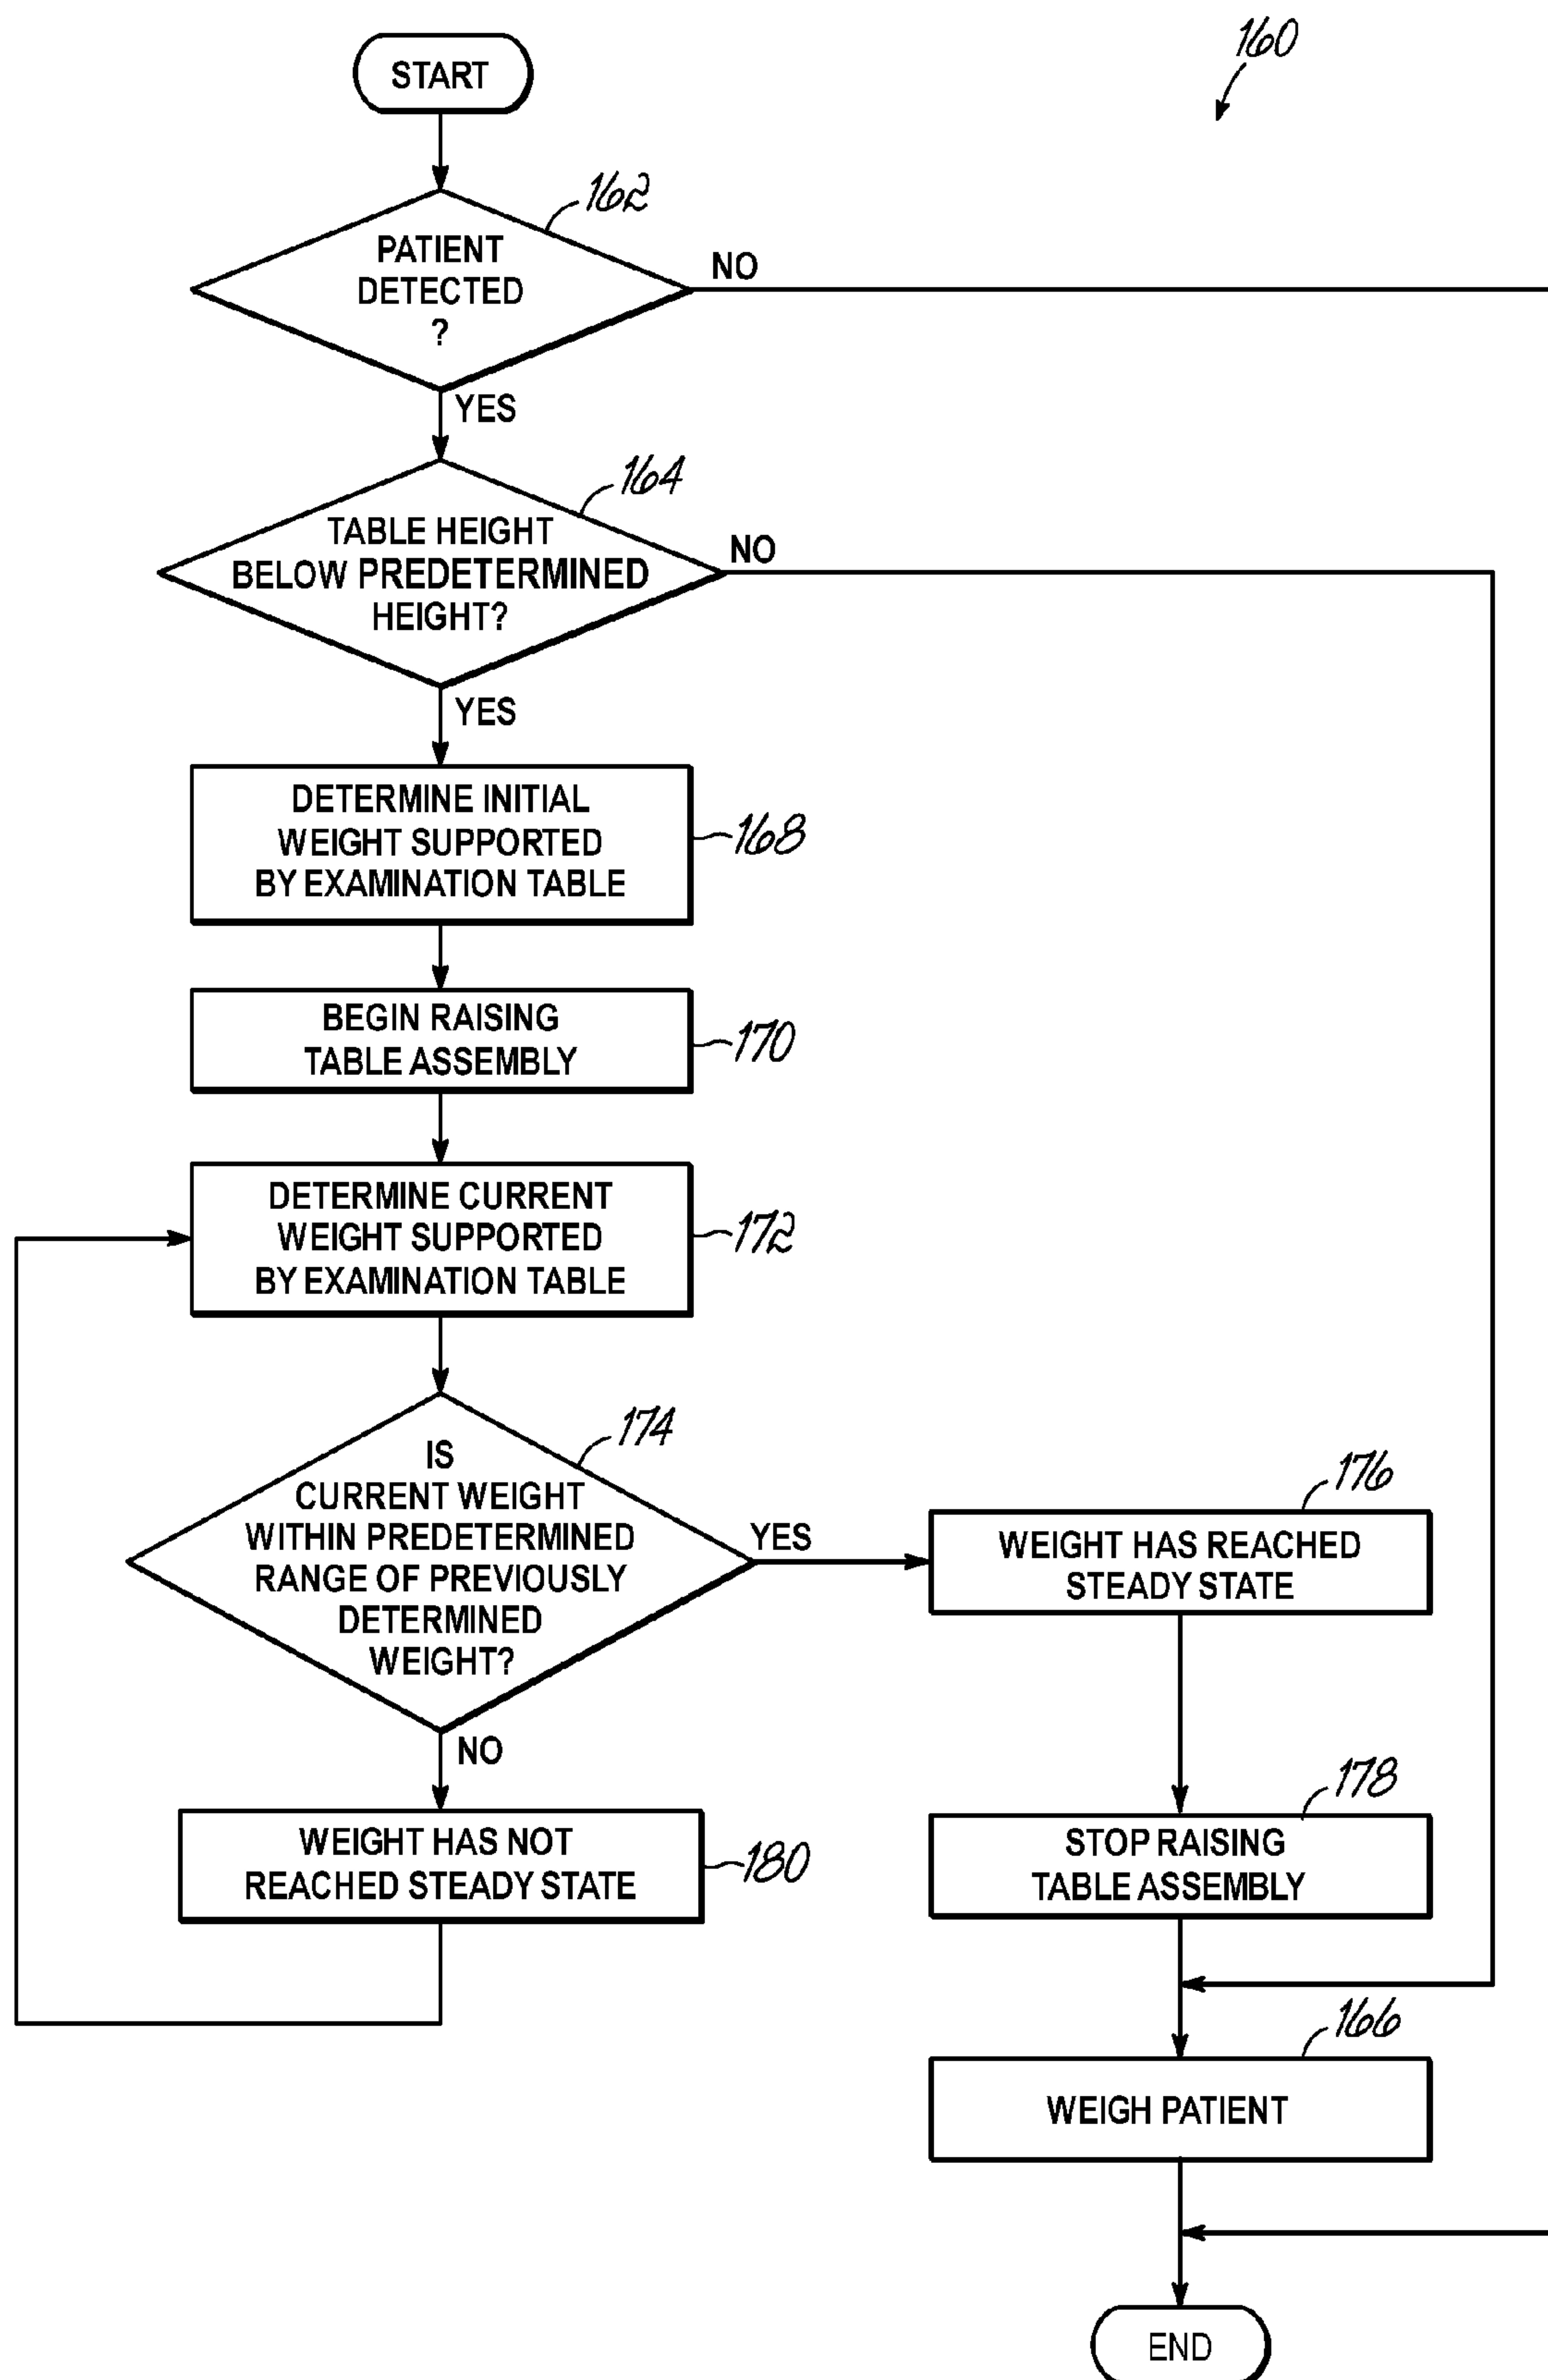 160
START
162
PATIENT
DETECTED
?
NO
YES
164
TABLE HEIGHT
BELOW PREDETERMINED
HEIGHT?
NO
YES
DETERMINE INITIAL
WEIGHT SUPPORTED
BY EXAMINATION TABLE
168
BEGIN RAISING
TABLE ASSEMBLY
170
DETERMINE CURRENT
WEIGHT SUPPORTED
BY EXAMINATION TABLE
172
174
IS
CURRENT WEIGHT
WITHIN PREDETERMINED
RANGE OF PREVIOUSLY
DETERMINED
WEIGHT?
YES
NO
176
WEIGHT HAS REACHED
STEADY STATE
WEIGHT HAS NOT
REACHED STEADY STATE
180
178
STOP RAISING
TABLE ASSEMBLY
166
WEIGH PATIENT
END